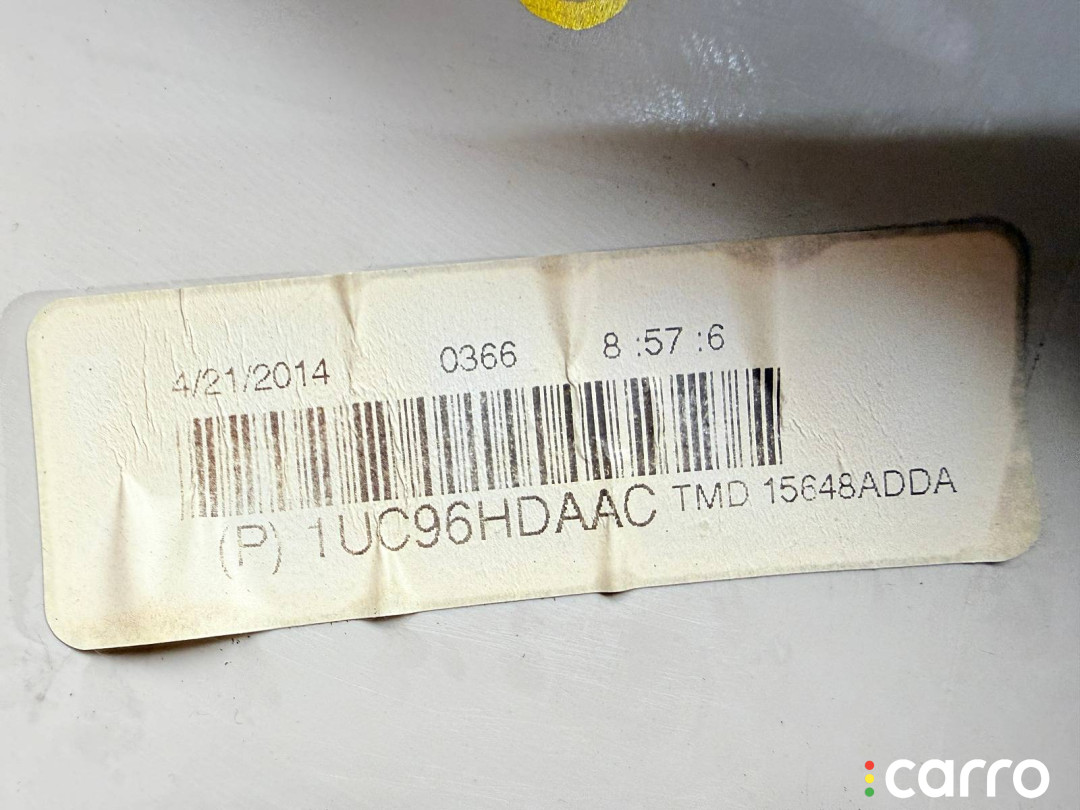 4/21/2014 0366 8 :57 :6
(P) 1UC96HDAAC TMD 15648ADDA
carro